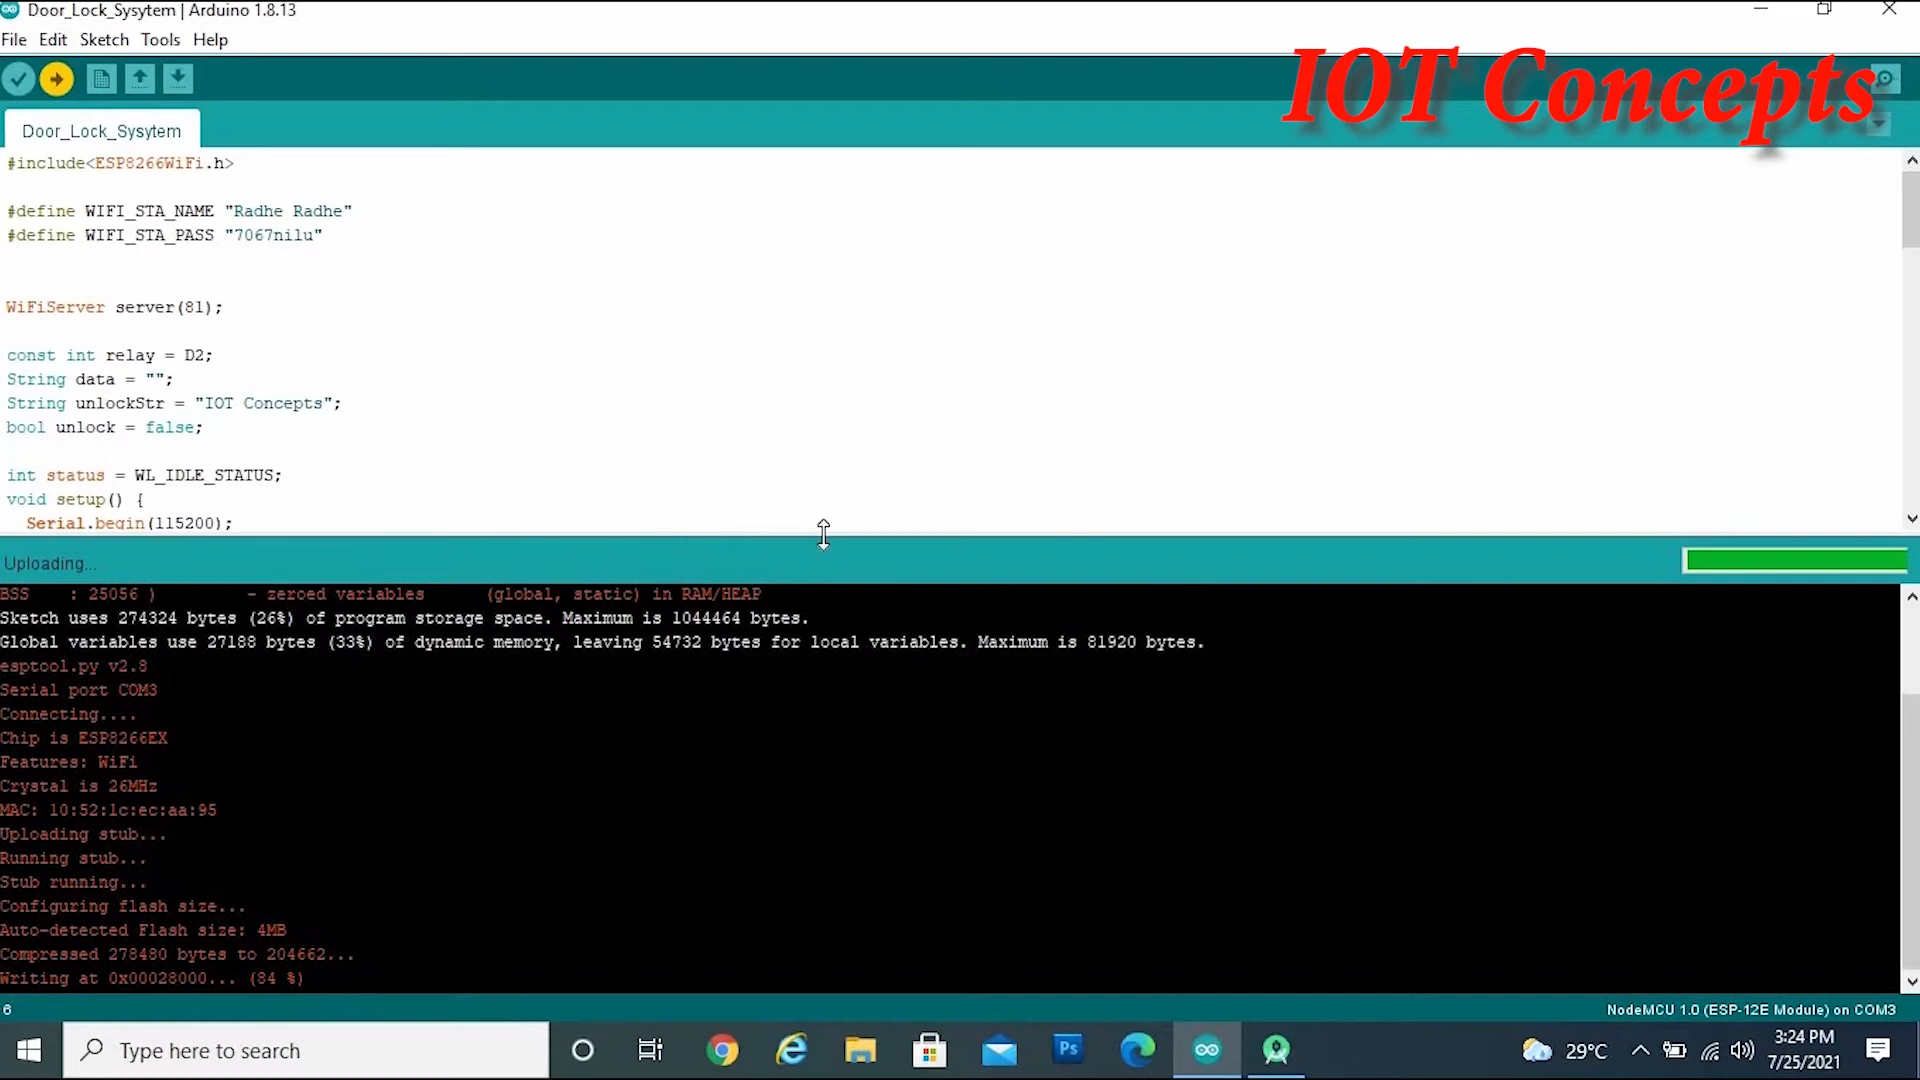 Door_Lock_Sysytem | Arduino 1.8.13
File Edit Sketch Tools Help
IOT Concepts
Door_Lock_Sysytem
#include<ESP8266WiFi.h>
#define WIFI_STA_NAME "Radhe Radhe"
#define WIFI_STA_PASS "7067nilu"
WiFiServer server(81);
const int relay = D2;
String data = "";
String unlockStr = "IOT Concepts";
bool unlock = false;
int status = WL_IDLE_STATUS;
void setup() {
Serial.begin(115200);
Uploading...
BSS : 25056 ) - zeroed variables (global, static) in RAM/HEAP
Sketch uses 274324 bytes (26%) of program storage space. Maximum is 1044464 bytes.
Global variables use 27188 bytes (33%) of dynamic memory, leaving 54732 bytes for local variables. Maximum is 81920 bytes.
esptool.py v2.8
Serial port COM3
Connecting....
Chip is ESP8266EX
Features: WiFi
Crystal is 26MHz
MAC: 10:52:1c:ec:aa:95
Uploading stub...
Running stub...
Stub running...
Configuring flash size...
Auto-detected Flash size: 4MB
Compressed 278480 bytes to 204662...
Writing at 0x00028000... (84 %)
6
NodeMCU 1.0 (ESP-12E Module) on COM3
Type here to search
Ps
29°C
3:24 PM
7/25/2021